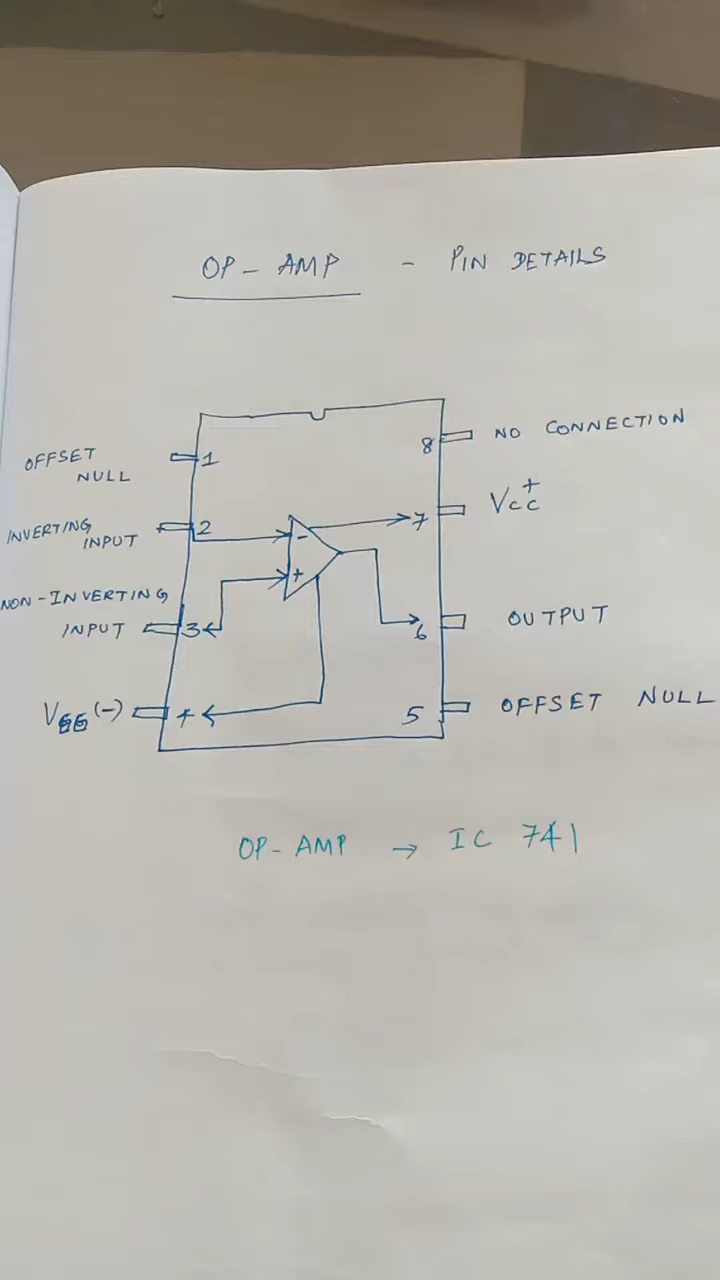 OP-AMP - PIN DETAILS
OFFSET
NULL
1
8
NO CONNECTION
INVERTING
INPUT
2
-
7
Vcc+
NON-INVERTING
INPUT
3
+
6
OUTPUT
(-)
4
5
OFFSET NULL
OP-AMP → IC 741